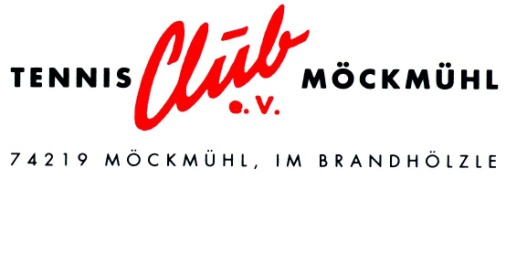 TENNIS Club MÖCKMÜHL
e.V.
74219 MÖCKMÜHL, IM BRANDHÖLZLE